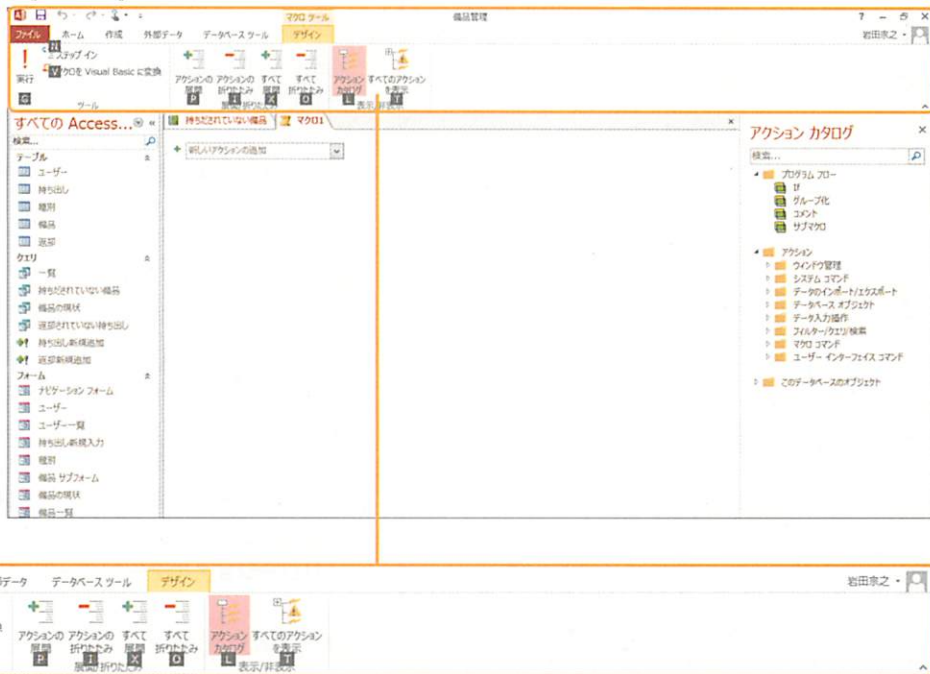 マクロ ツール
備品管理
ファイル ホーム 作成 外部データ データベース ツール デザイン
岩田宗之
ステップ イン
マクロを Visual Basic に変換
実行
アクションの展開
アクションの折りたたみ
すべて展開
すべて折りたたみ
アクション カタログ
すべてのアクションを表示
N
V
G P I X O L T
ツール 展開/折りたたみ 表示/非表示
すべての Access...
検索...
テーブル
ユーザー
持ち出し
種別
備品
返却
クエリ
一覧
持ちだされていない備品
備品の現状
返却されていない持ち出し
持ち出し新規追加
返却新規追加
フォーム
ナビゲーション フォーム
ユーザー
ユーザー一覧
持ち出し新規入力
種別
備品 サブフォーム
備品の現状
備品一覧
持ちだされていない備品 マクロ1
新しいアクションの追加
アクション カタログ
検索...
プログラム フロー
If
グループ化
コメント
サブマクロ
アクション
ウィンドウ管理
システム コマンド
データのインポート/エクスポート
データベース オブジェクト
データ入力操作
フィルター/クエリ/検索
マクロ コマンド
ユーザー インターフェイス コマンド
このデータベースのオブジェクト
データ データベース ツール デザイン
岩田宗之
アクションの展開
アクションの折りたたみ
すべて展開
すべて折りたたみ
アクション カタログ
すべてのアクションを表示
P I X O L T
展開/折りたたみ 表示/非表示